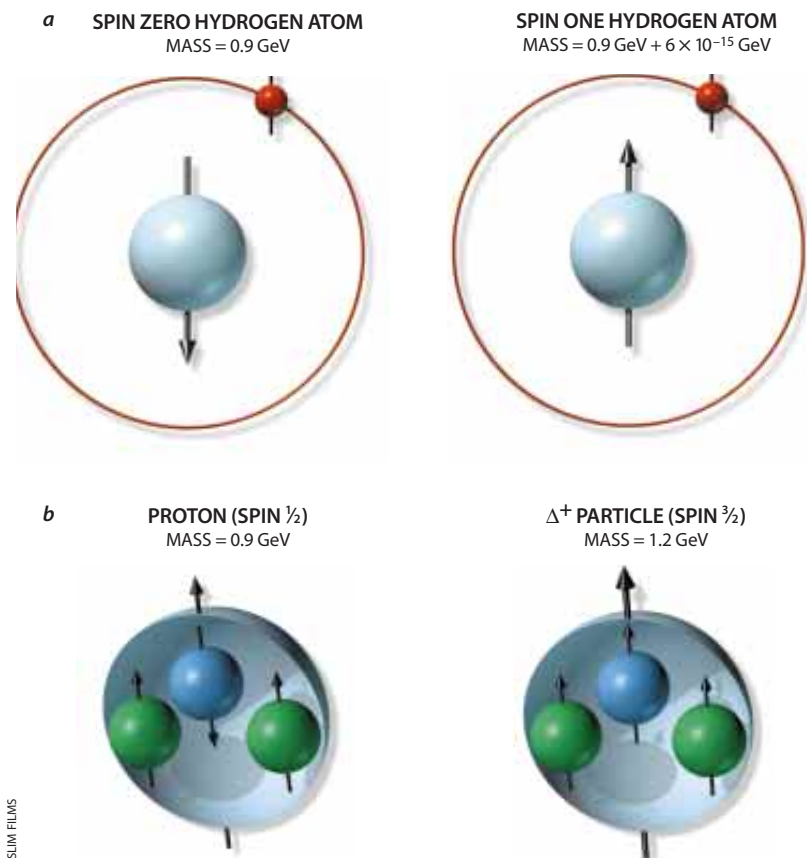 a SPIN ZERO HYDROGEN ATOM
MASS = 0.9 GeV
SPIN ONE HYDROGEN ATOM
MASS = 0.9 GeV + 6 × 10⁻¹⁵ GeV
b PROTON (SPIN ½)
MASS = 0.9 GeV
Δ⁺ PARTICLE (SPIN ³⁄₂)
MASS = 1.2 GeV
SLIM FILMS